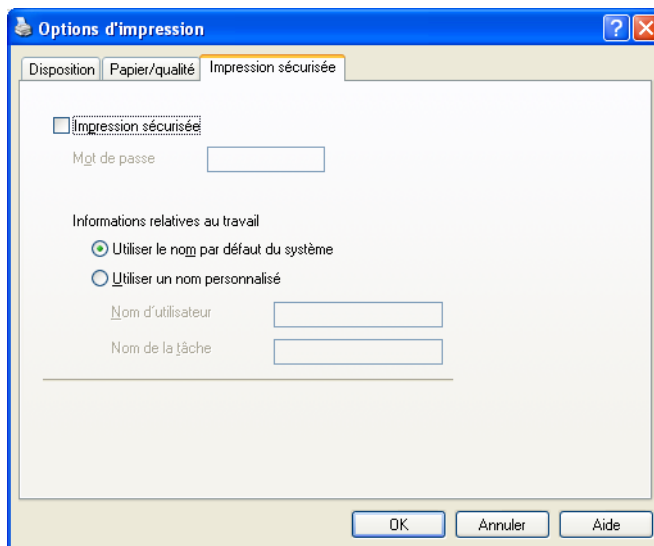 Options d'impression
Disposition Papier/qualité Impression sécurisée
Impression sécurisée
Mot de passe
Informations relatives au travail
Utiliser le nom par défaut du système
Utiliser un nom personnalisé
Nom d'utilisateur
Nom de la tâche
OK Annuler Aide